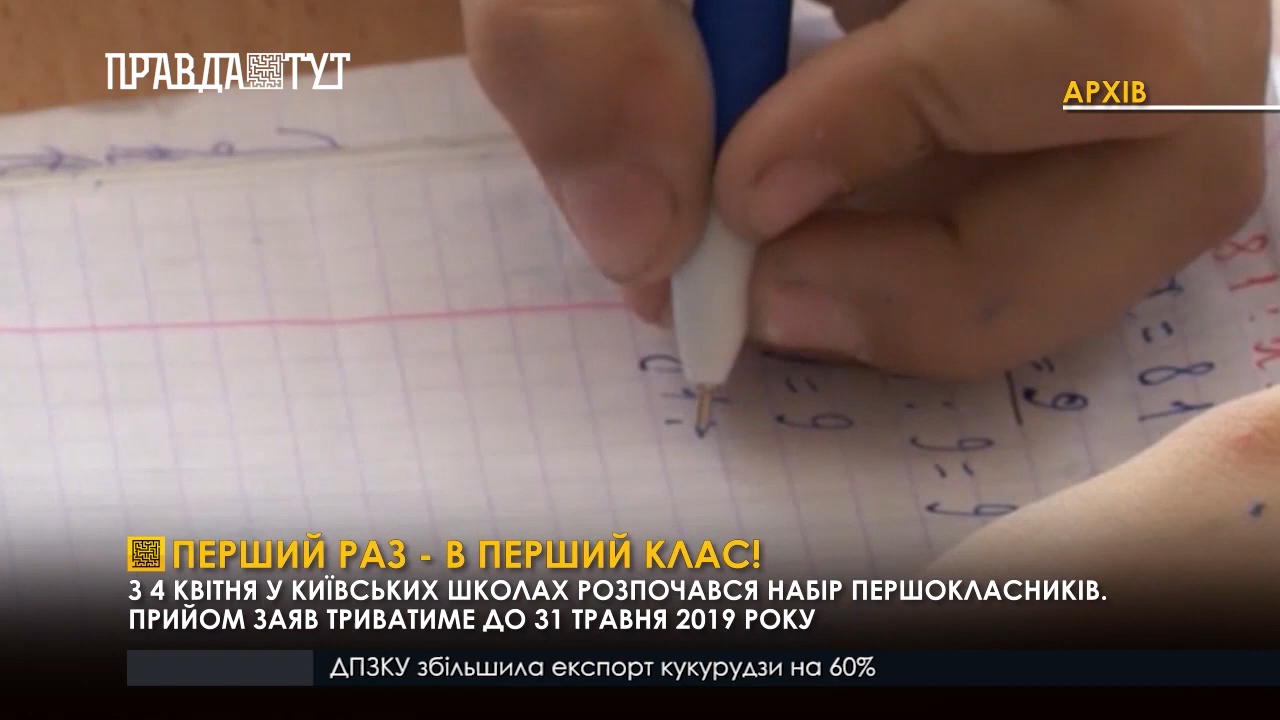 ПРАВДА ТУТ
АРХІВ
ПЕРШИЙ РАЗ - В ПЕРШИЙ КЛАС!
З 4 КВІТНЯ У КИЇВСЬКИХ ШКОЛАХ РОЗПОЧАВСЯ НАБІР ПЕРШОКЛАСНИКІВ.
ПРИЙОМ ЗАЯВ ТРИВАТИМЕ ДО 31 ТРАВНЯ 2019 РОКУ
ДПЗКУ збільшила експорт кукурудзи на 60%